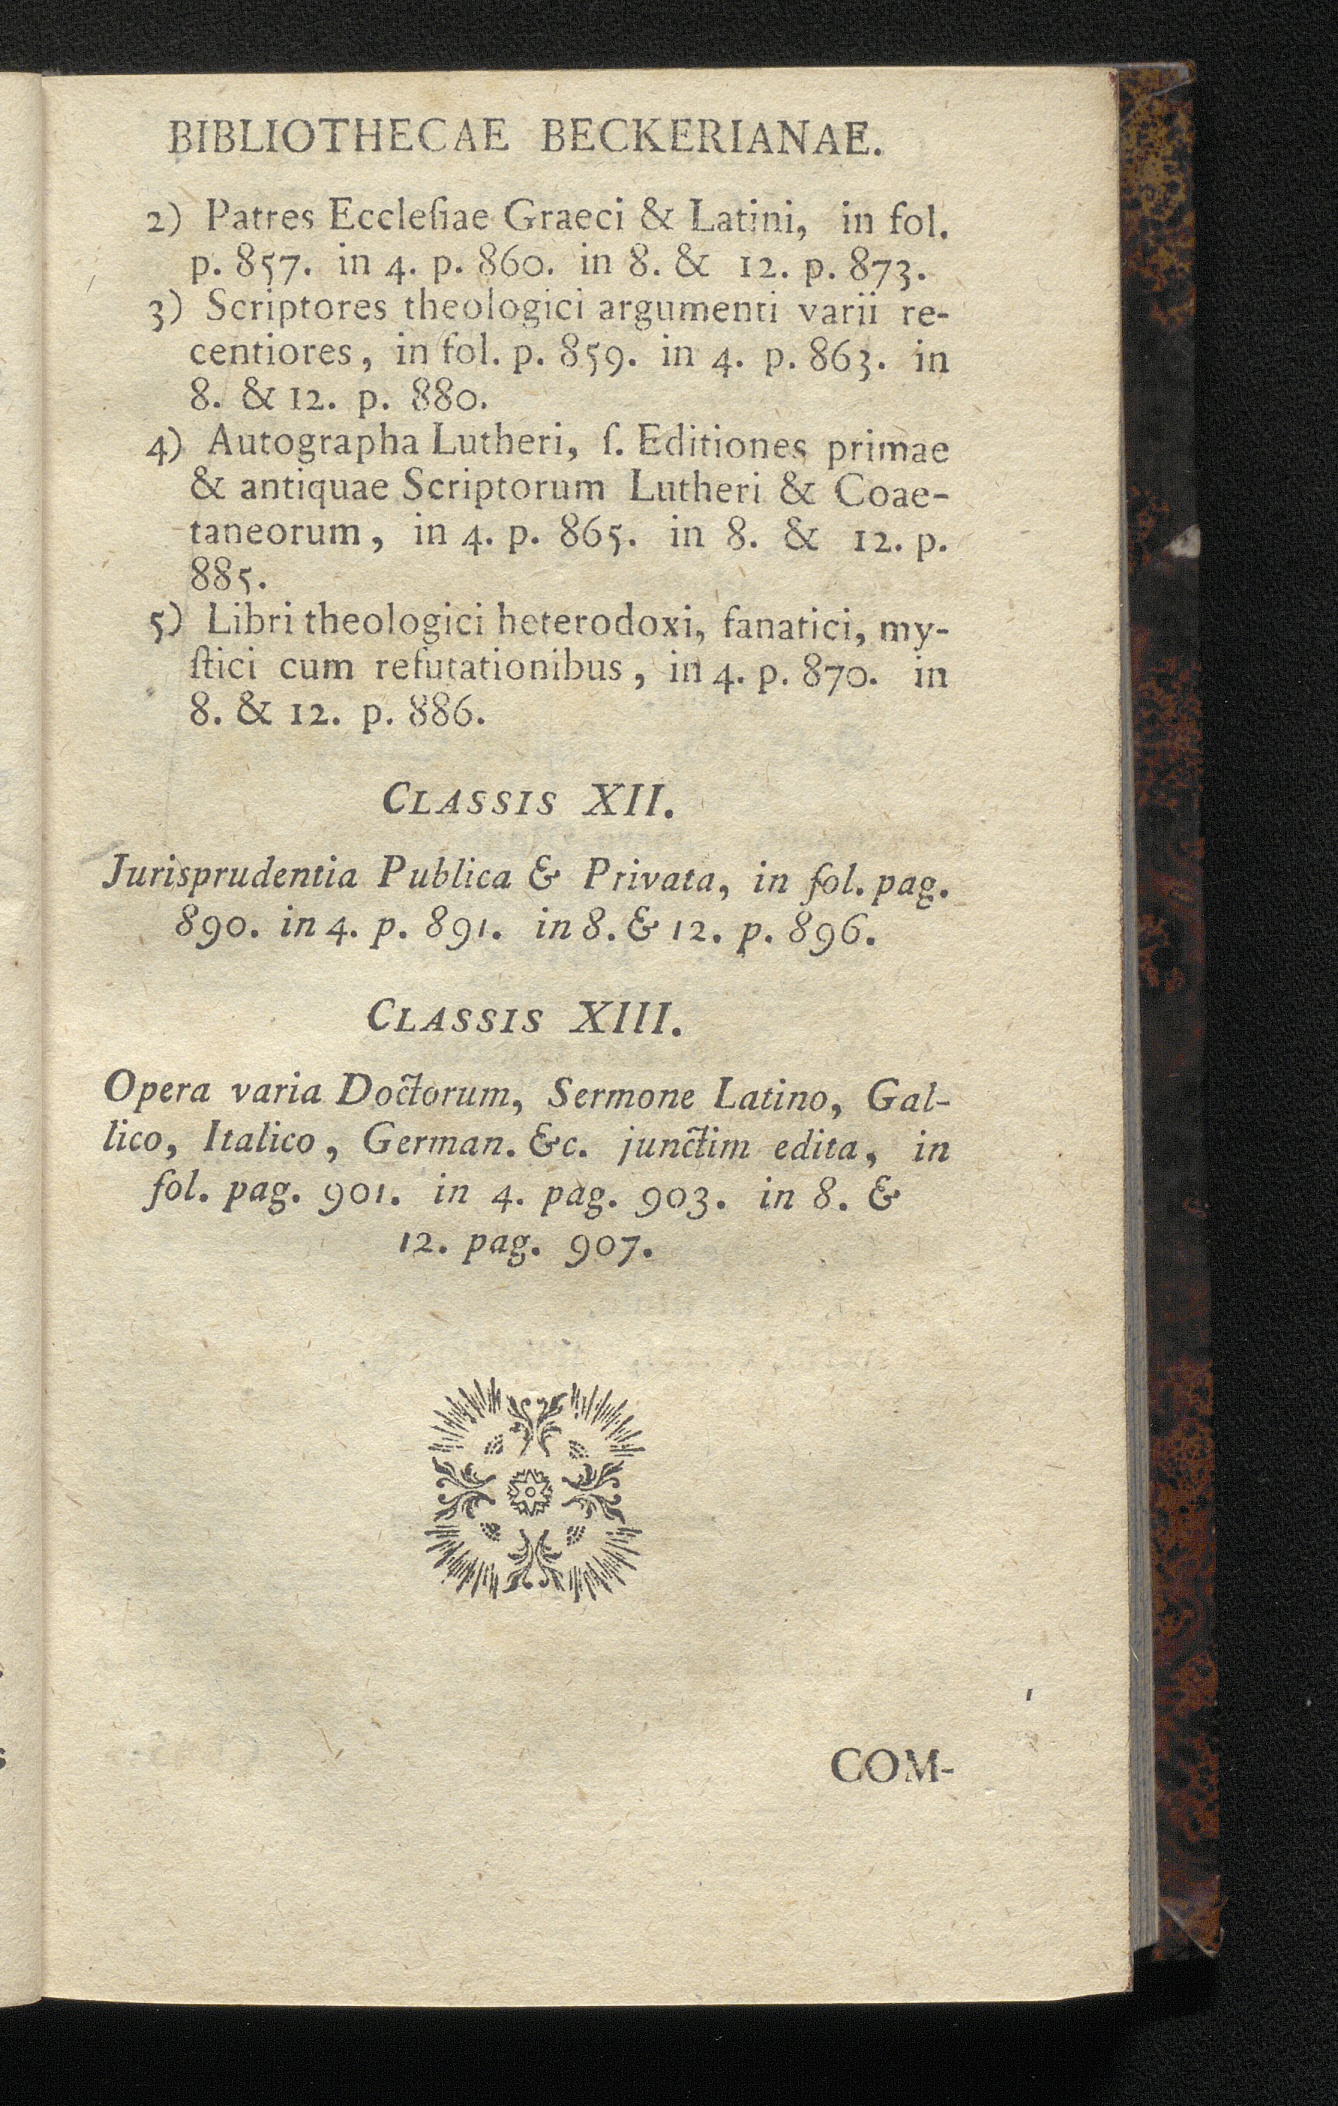 BIBLIOTHECAE BECKERIANAE.
2) Patres Eccleſiae Graeci & Latini, in fol.
p. 857. in 4. p. 860. in 8. & 12. p. 873.
3) Scriptores theologici argumenti varii re-
centiores, in fol. p. 859. in 4. p. 863. in
8. & 12. p. 880.
4) Autographa Lutheri, ſ. Editiones primae
& antiquae Scriptorum Lutheri & Coae-
taneorum, in 4. p. 865. in 8. & 12. p.
885.
5) Libri theologici heterodoxi, fanatici, my-
ſtici cum refutationibus, in 4. p. 870. in
8. & 12. p. 886.
CLASSIS XII.
Jurisprudentia Publica & Privata, in fol. pag.
890. in 4. p. 891. in 8. & 12. p. 896.
CLASSIS XIII.
Opera varia Doctorum, Sermone Latino, Gal-
lico, Italico, German. &c. junctim edita, in
fol. pag. 901. in 4. pag. 903. in 8. &
12. pag. 907.
COM-